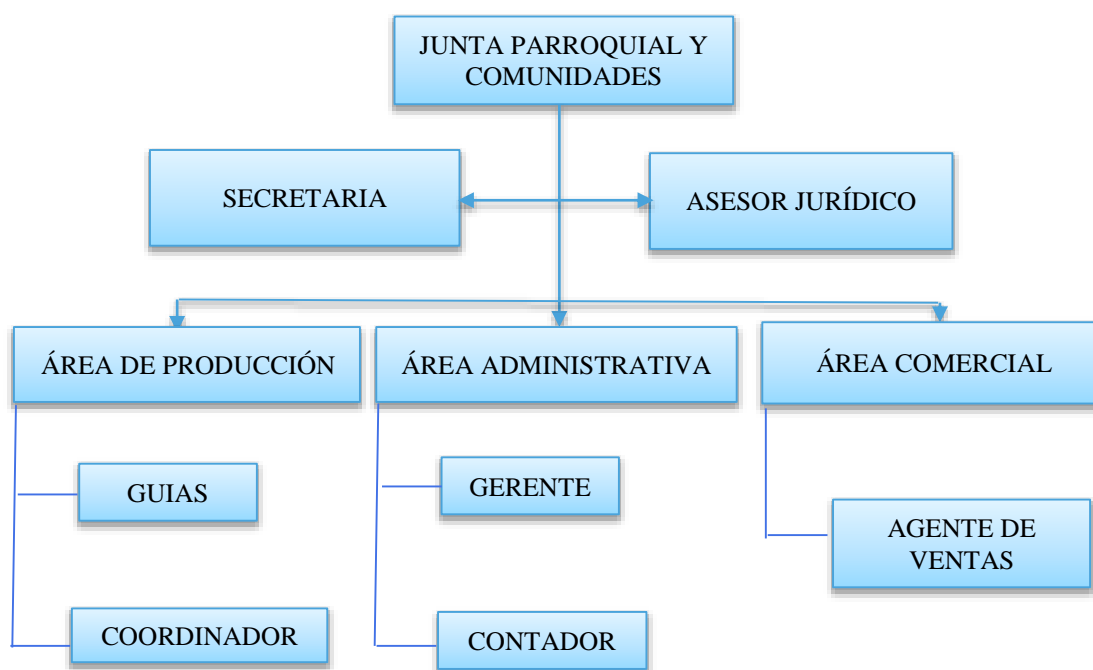 JUNTA PARROQUIAL Y
COMUNIDADES
SECRETARIA
ASESOR JURÍDICO
ÁREA DE PRODUCCIÓN
ÁREA ADMINISTRATIVA
ÁREA COMERCIAL
GUIAS
GERENTE
AGENTE DE
VENTAS
COORDINADOR
CONTADOR